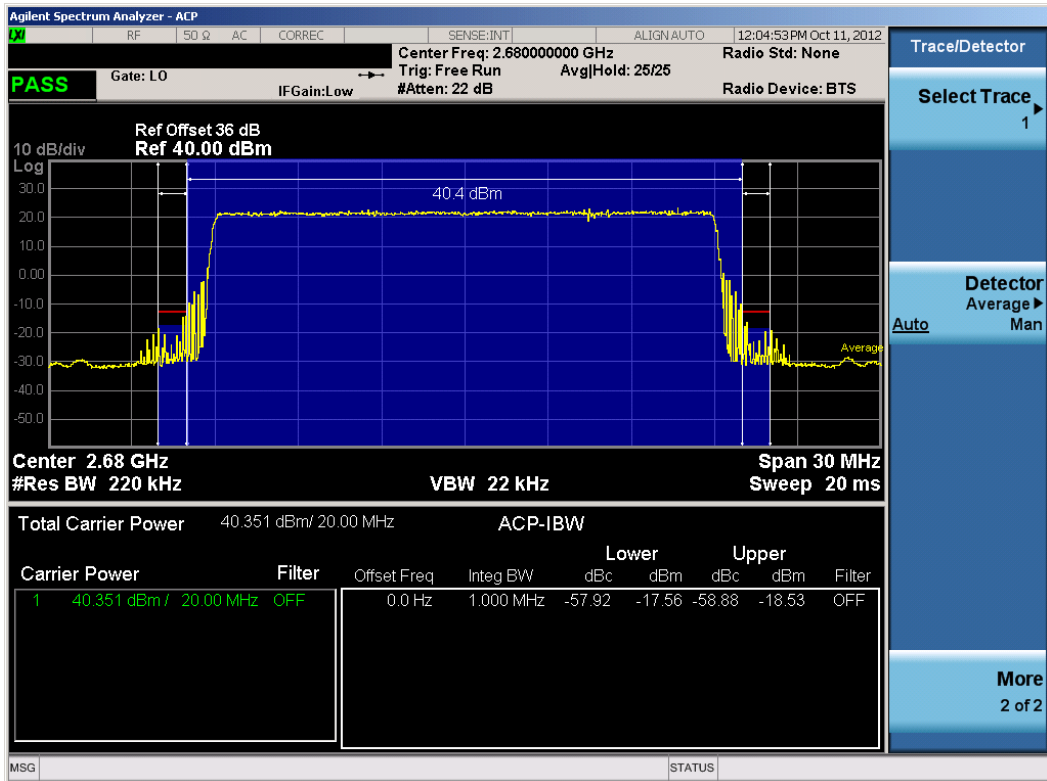 Agilent Spectrum Analyzer - ACP
LXI RF 50 Ω AC CORREC SENSE:INT ALIGN AUTO 12:04:53 PM Oct 11, 2012
Center Freq: 2.680000000 GHz Radio Std: None
PASS Gate: LO Trig: Free Run Avg|Hold: 25/25
IFGain:Low #Atten: 22 dB Radio Device: BTS
Trace/Detector
Select Trace
1
Detector
Average
Auto Man
More
2 of 2
Ref Offset 36 dB
10 dB/div Ref 40.00 dBm
Log
30.0
20.0
10.0
0.00
-10.0
-20.0
-30.0
-40.0
-50.0
40.4 dBm
Average
Center 2.68 GHz Span 30 MHz
#Res BW 220 kHz VBW 22 kHz Sweep 20 ms
Total Carrier Power 40.351 dBm/ 20.00 MHz ACP-IBW
Lower Upper
Carrier Power Filter Offset Freq Integ BW dBc dBm dBc dBm Filter
1 40.351 dBm / 20.00 MHz OFF 0.0 Hz 1.000 MHz -57.92 -17.56 -58.88 -18.53 OFF
MSG STATUS